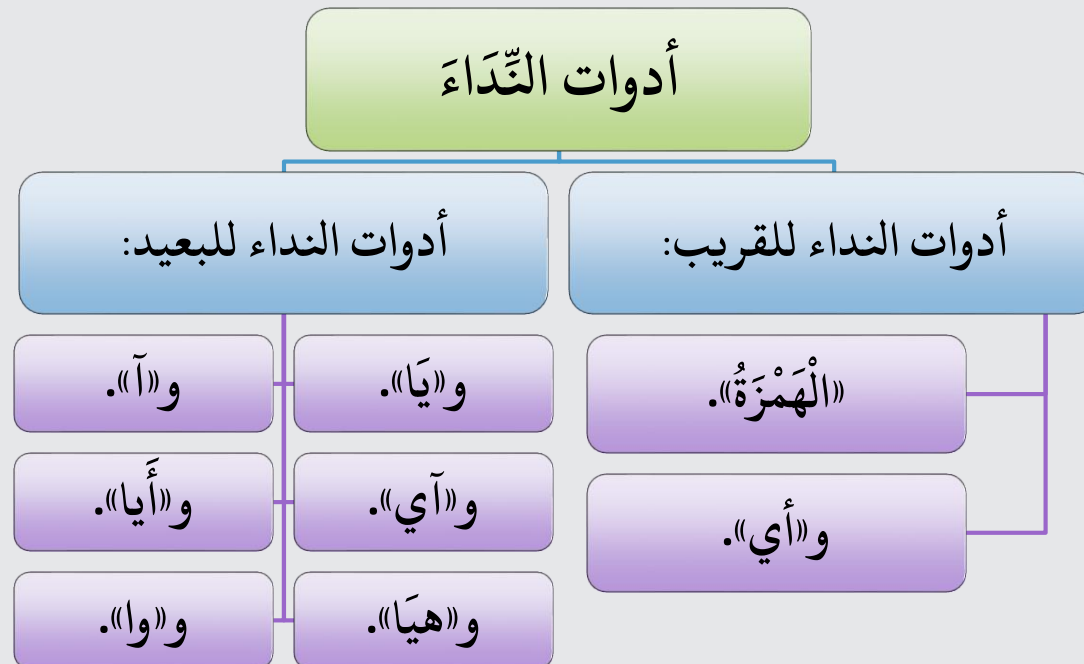 أدوات النِّدَاءَ
أدوات النداء للقريب:
«الْهَمْزَةُ».
و«أي».
أدوات النداء للبعيد:
و«يَا».
و«آ».
و«آي».
و«أَيا».
و«هيَا».
و«وا».